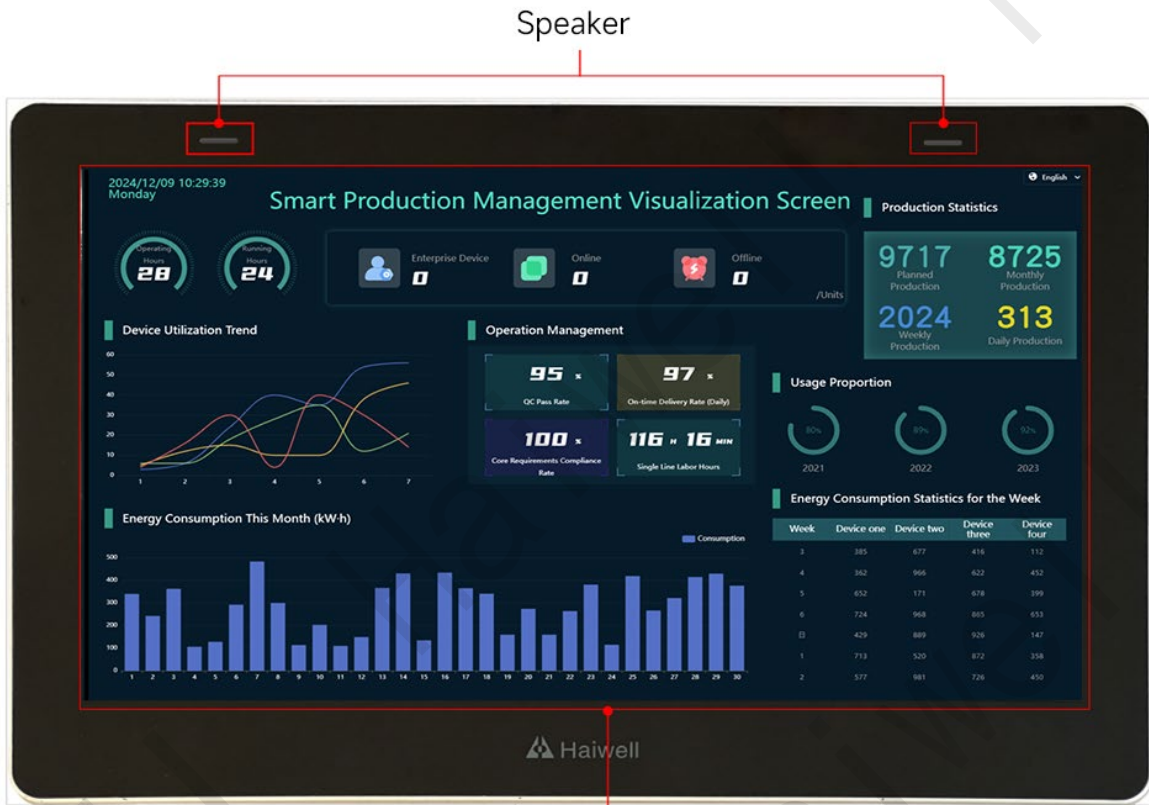 Speaker
2024/12/09 10:29:39
Monday
Smart Production Management Visualization Screen
English
Operating
Hours
28
Running
Hours
24
Enterprise Device
0
Online
0
Offline
0
/Units
Production Statistics
9717
Planned
Production
8725
Monthly
Production
2024
Weekly
Production
313
Daily Production
Device Utilization Trend
60
50
40
30
20
10
0
1 2 3 4 5 6 7
Operation Management
95 %
QC Pass Rate
97 %
On-time Delivery Rate (Daily)
100 %
Core Requirements Compliance
Rate
116 H 16 MIN
Single Line Labor Hours
Usage Proportion
80%
2021
89%
2022
92%
2023
Energy Consumption This Month (kW·h)
Consumption
500
400
300
200
100
0
1 2 3 4 5 6 7 8 9 10 11 12 13 14 15 16 17 18 19 20 21 22 23 24 25 26 27 28 29 30
Energy Consumption Statistics for the Week
Week Device one Device two Device three Device four
3 385 677 416 112
4 362 966 622 452
5 652 171 678 399
6 724 968 865 653
日 429 889 926 147
1 713 520 872 358
2 577 981 726 450
Haiwell